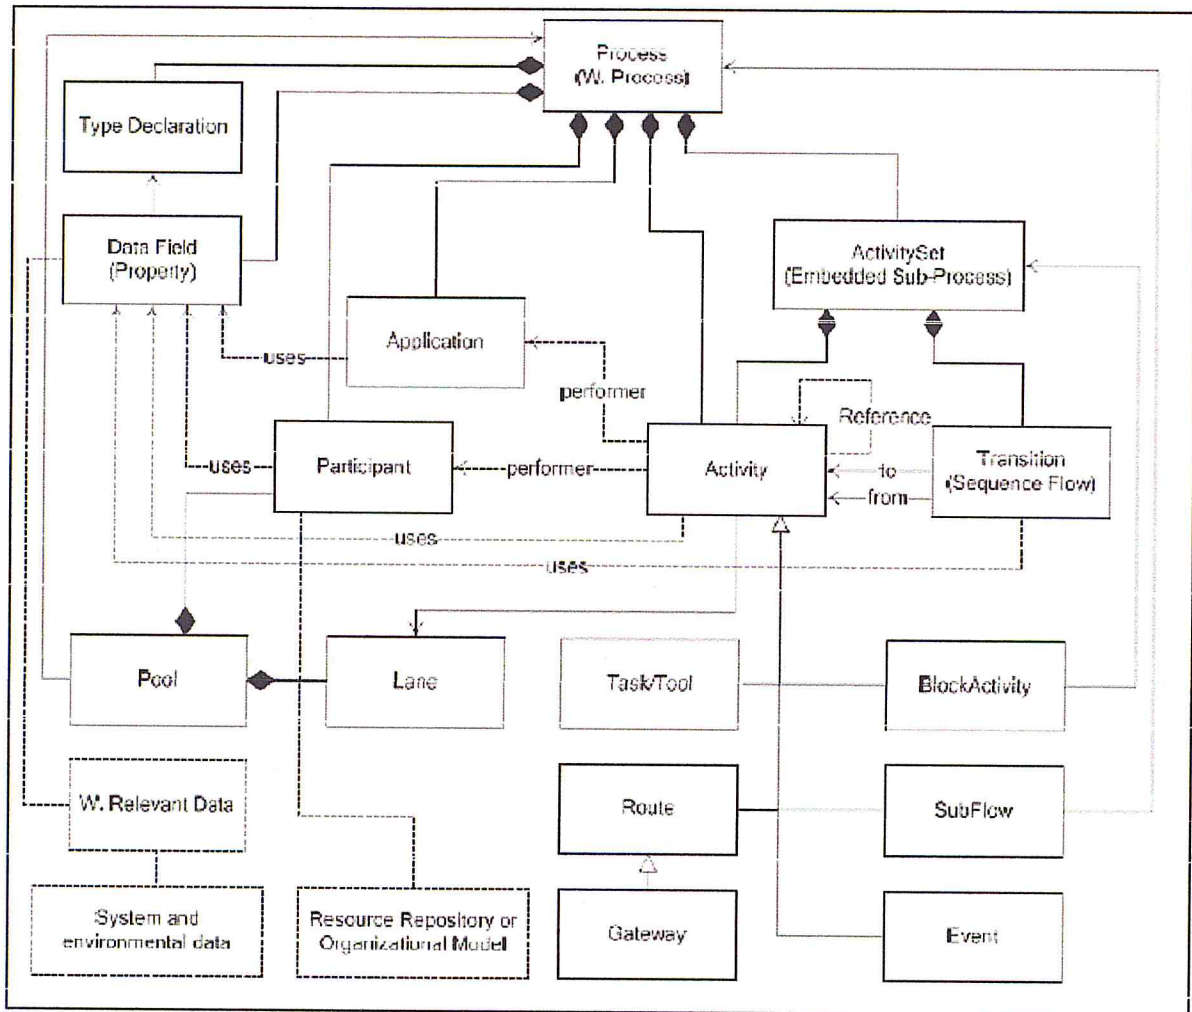 Process
(W. Process)
Type Declaration
Data Field
(Property)
ActivitySet
(Embedded Sub-Process)
Application
uses
performer
Reference
Participant
uses
performer
Activity
to
from
Transition
(Sequence Flow)
uses
uses
Pool
Lane
Task/Tool
BlockActivity
W. Relevant Data
Route
SubFlow
System and
environmental data
Resource Repository or
Organizational Model
Gateway
Event